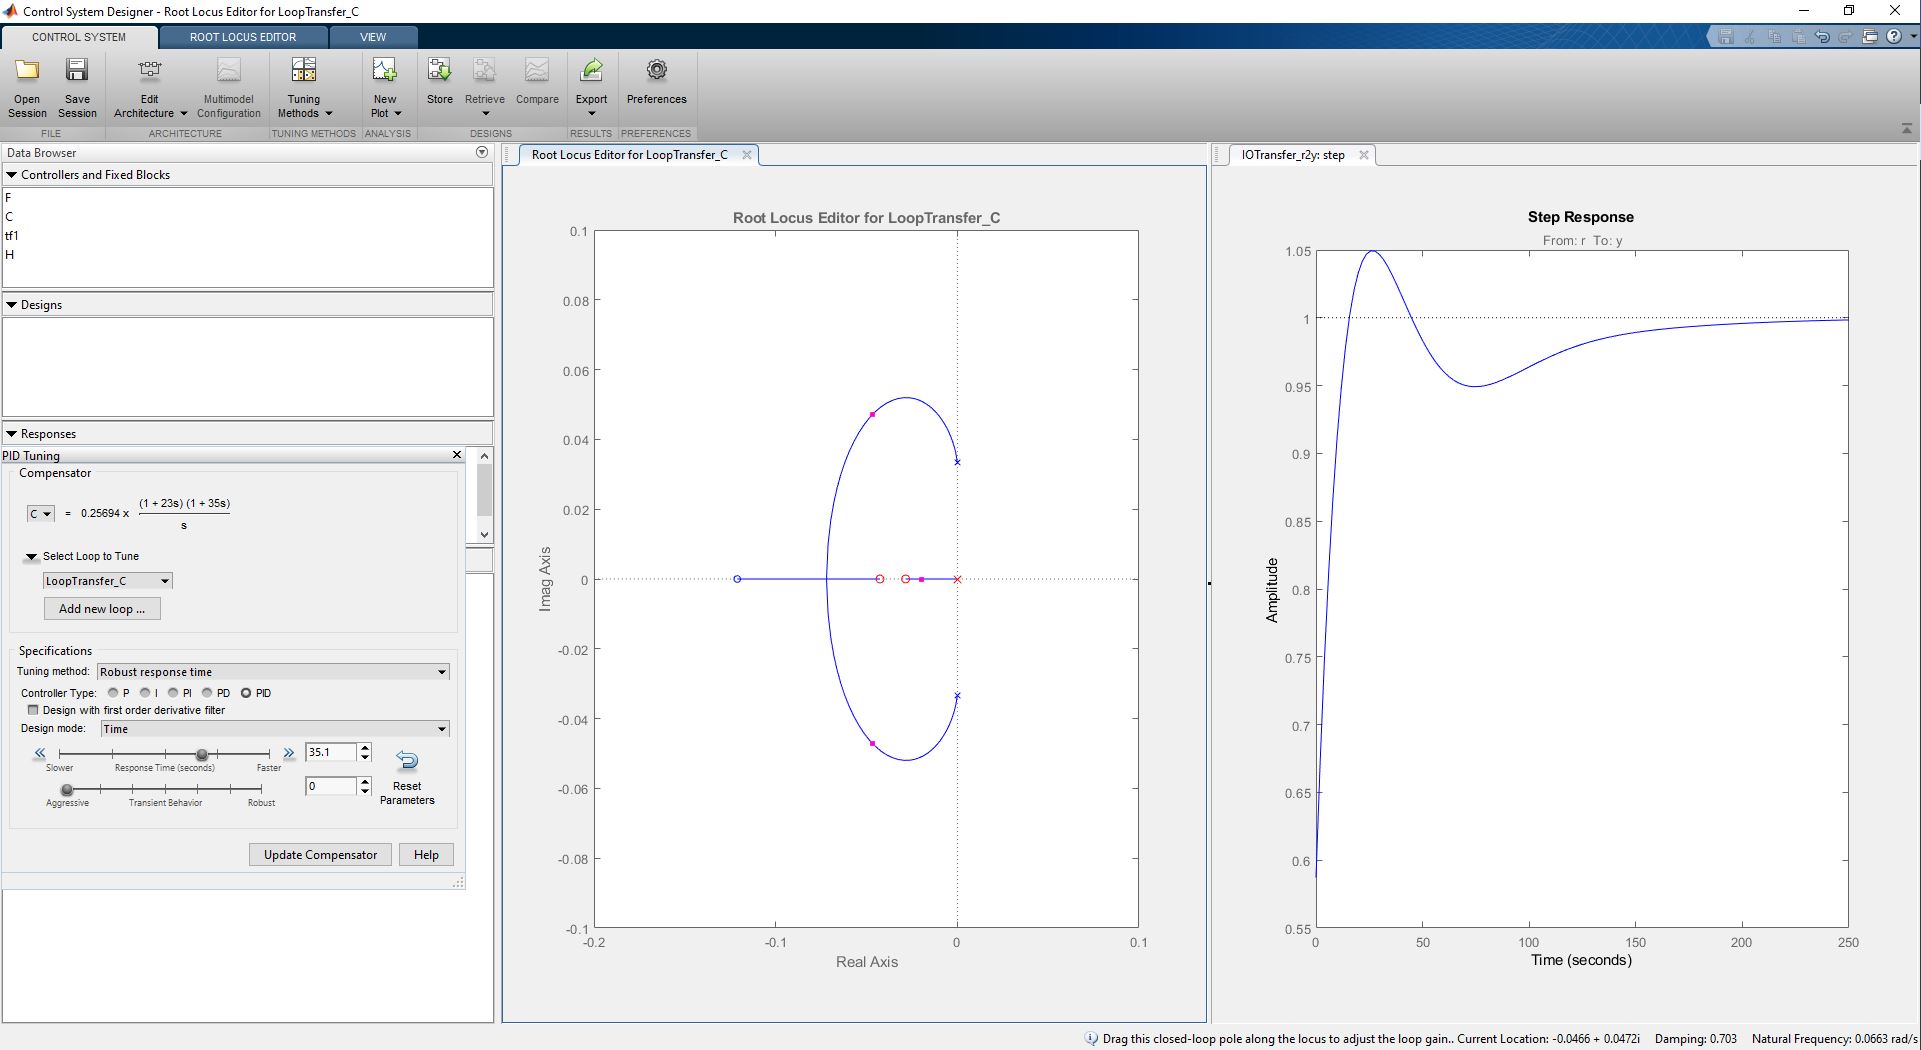 Control System Designer - Root Locus Editor for LoopTransfer_C
CONTROL SYSTEM ROOT LOCUS EDITOR VIEW
Open Session
Save Session
Edit Architecture
Multimodel Configuration
Tuning Methods
New Plot
Store
Retrieve
Compare
Export
Preferences
FILE ARCHITECTURE TUNING METHODS ANALYSIS DESIGNS RESULTS PREFERENCES
Data Browser
Controllers and Fixed Blocks
F
C
tf1
H
Designs
Responses
PID Tuning
Compensator
C = 0.25694 x (1 + 23s) (1 + 35s)
s
Select Loop to Tune
LoopTransfer_C
Add new loop ...
Specifications
Tuning method: Robust response time
Controller Type: P I PI PD PID
Design with first order derivative filter
Design mode: Time
35.1
Slower Response Time (seconds) Faster
0
Aggressive Transient Behavior Robust
Reset Parameters
Update Compensator Help
Root Locus Editor for LoopTransfer_C
Root Locus Editor for LoopTransfer_C
0.1
0.08
0.06
0.04
0.02
0
-0.02
-0.04
-0.06
-0.08
-0.1
Imag Axis
-0.2 -0.1 0 0.1
Real Axis
IOTransfer_r2y: step
Step Response
From: r To: y
1.05
1
0.95
0.9
0.85
0.8
0.75
0.7
0.65
0.6
0.55
Amplitude
0 50 100 150 200 250
Time (seconds)
Drag this closed-loop pole along the locus to adjust the loop gain.. Current Location: -0.0466 + 0.0472i Damping: 0.703 Natural Frequency: 0.0663 rad/s